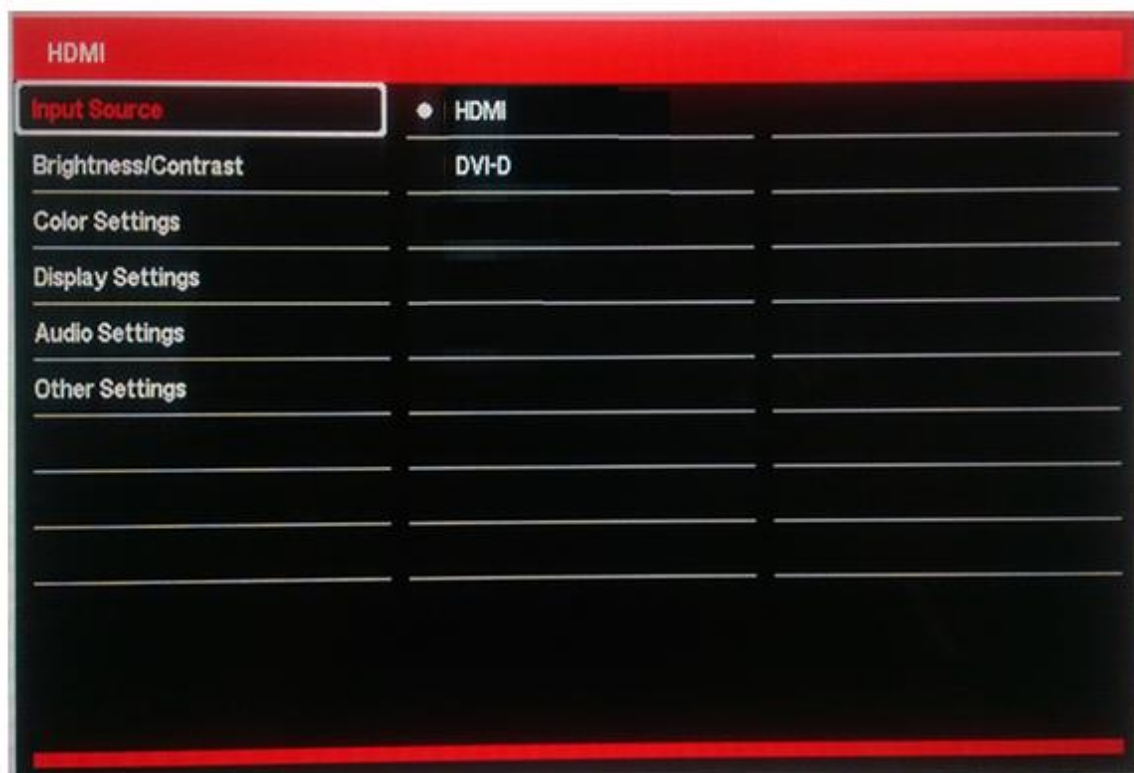 HDMI
Input Source
HDMI
Brightness/Contrast
DVI-D
Color Settings
Display Settings
Audio Settings
Other Settings